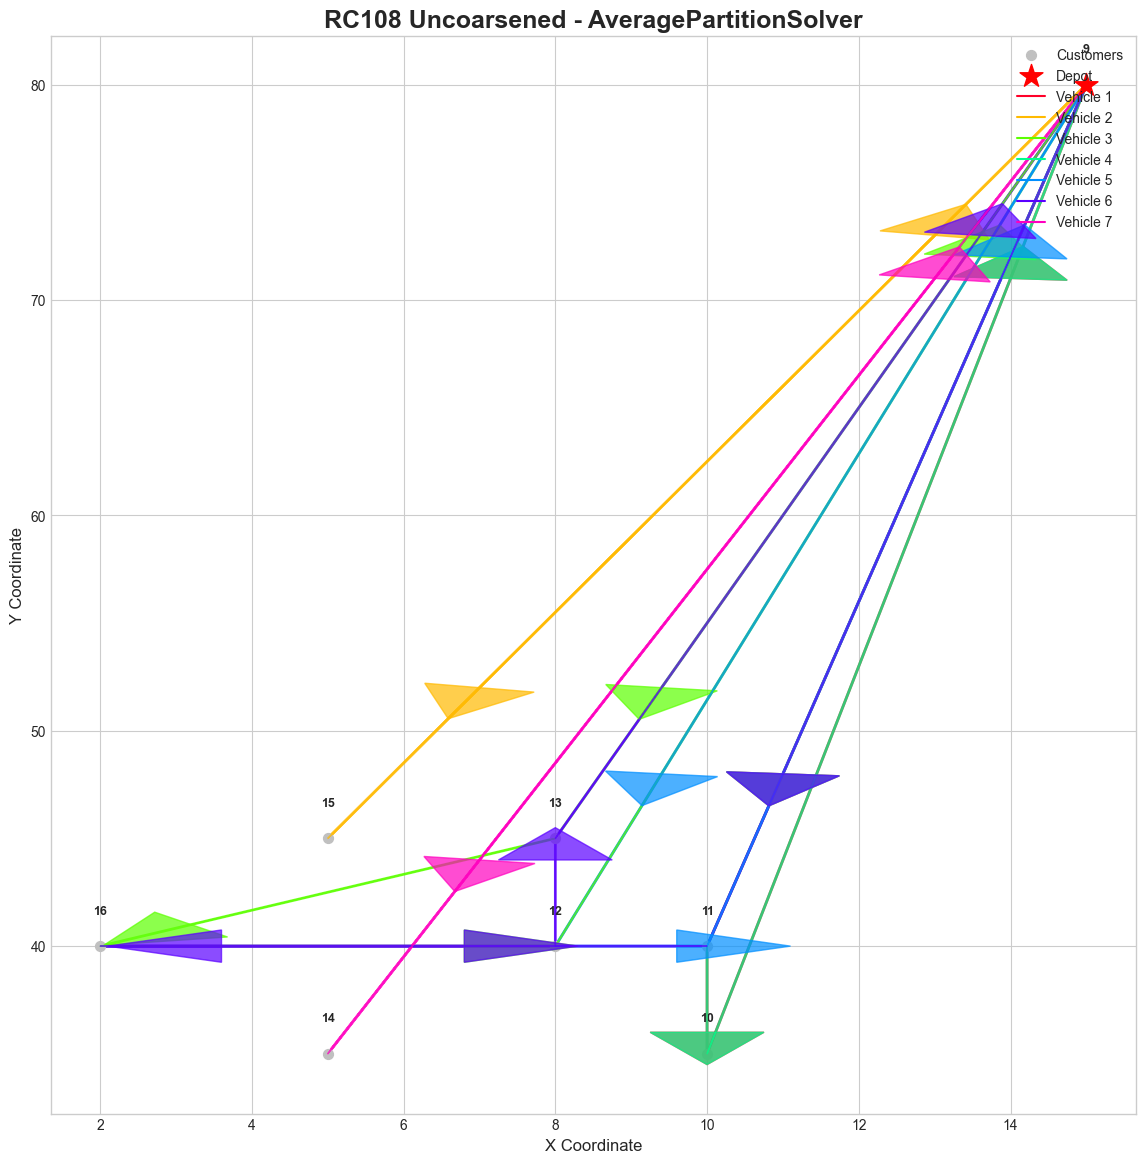 RC108 Uncoarsened - AveragePartitionSolver
9
Customers
Depot
Vehicle 1
Vehicle 2
Vehicle 3
Vehicle 4
Vehicle 5
Vehicle 6
Vehicle 7
80
70
60
50
40
Y Coordinate
15
13
16
12
11
14
10
2
4
6
8
10
12
14
X Coordinate